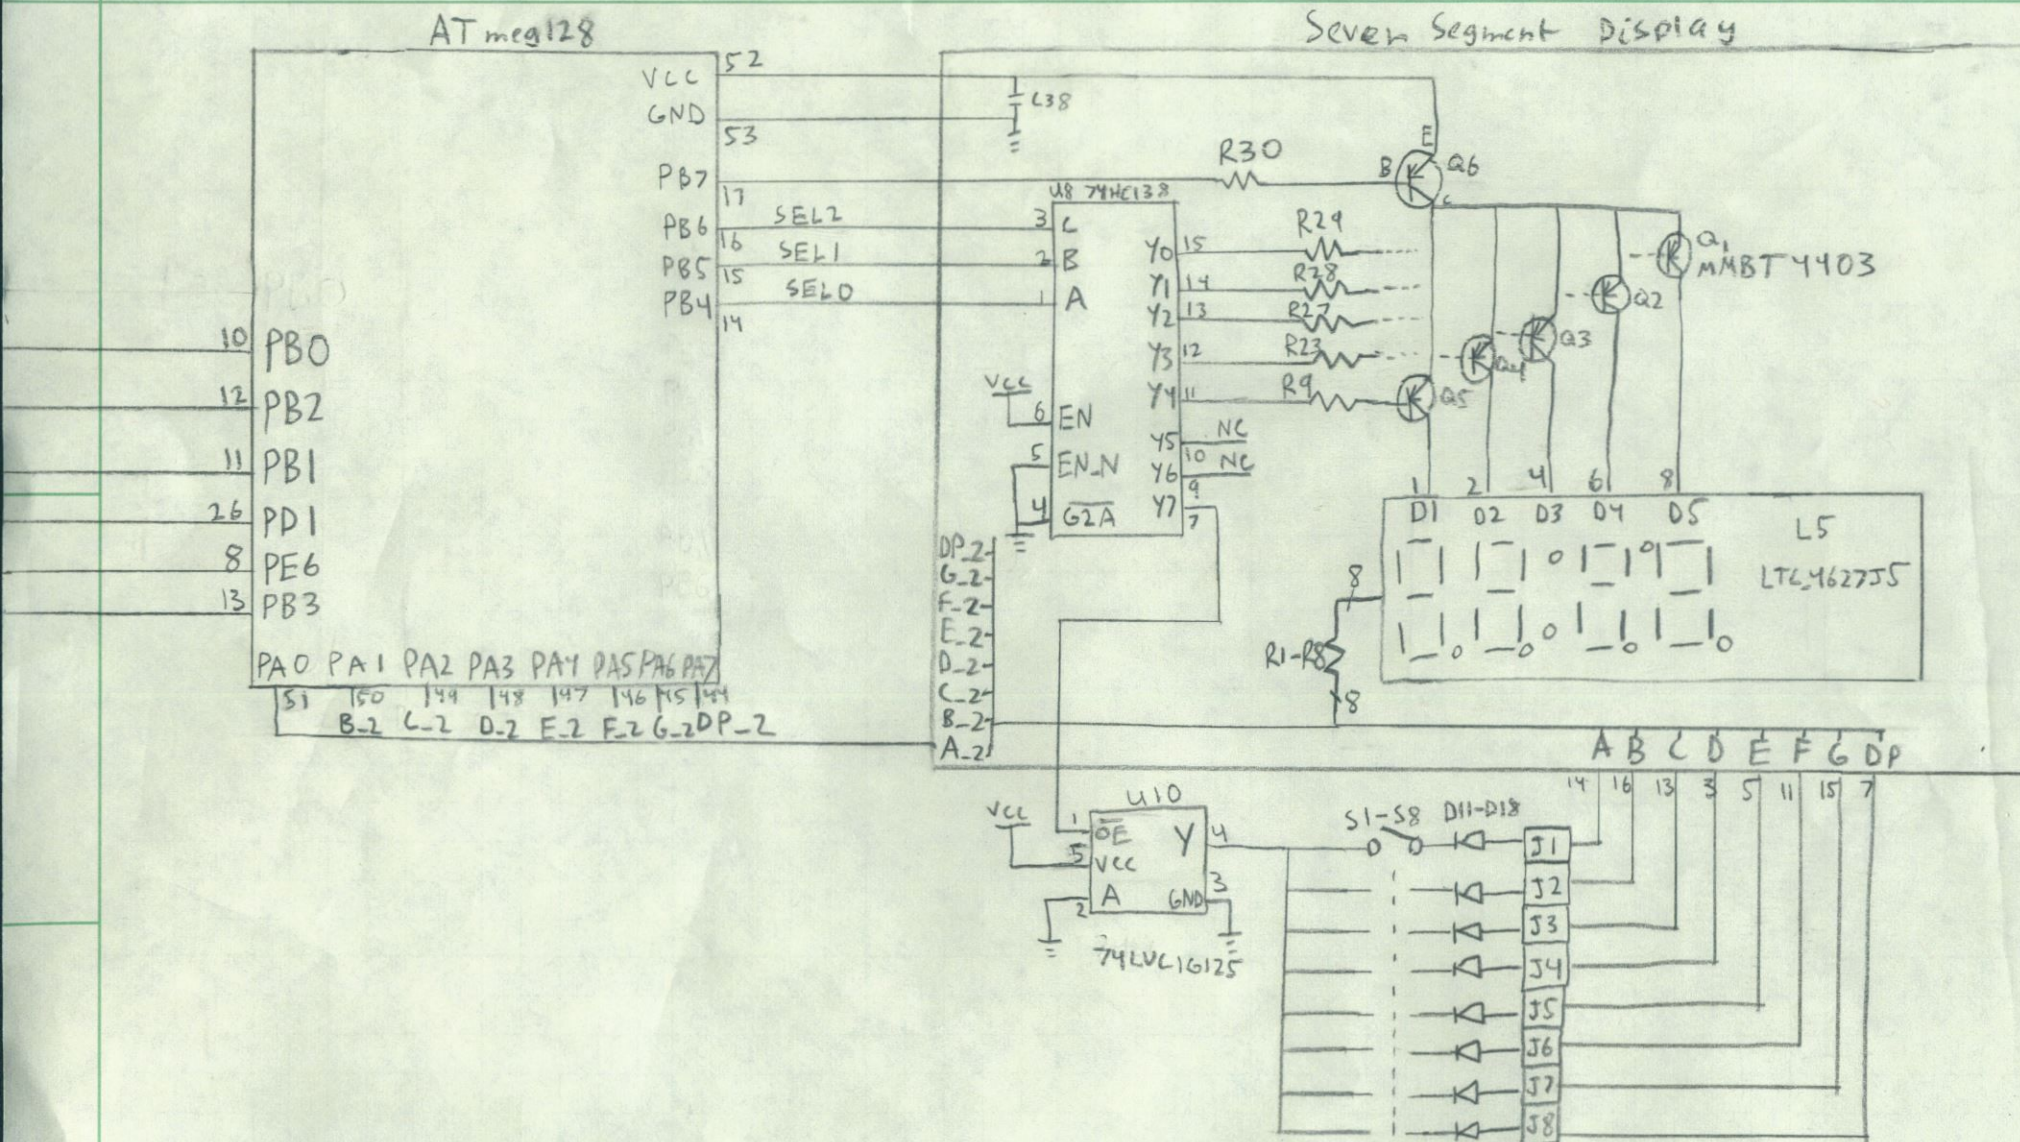 ATmeg128
Seven Segment Display
VCC 52
GND 53
C38
PB7 17
R30
B E C Q6
U8 74HC138
PB6 16 SEL2 3 C
PB5 15 SEL1 2 B
PB4 14 SEL0 1 A
Y0 15 R29
Y1 14 R28
Y2 13 R27
Y3 12 R23
Y4 11 R9
Y5 10 NC
Y6 9 NC
Y7 7
VCC 6 EN
5 EN_N
4 G2A
Q1
MMBT4403
Q2
Q3
Q4
Q5
10 PB0
12 PB2
11 PB1
26 PD1
8 PE6
13 PB3
PA0 PA1 PA2 PA3 PA4 PA5 PA6 PA7
51 50 49 48 47 46 45 44
B_2 C_2 D_2 E_2 F_2 G_2 DP_2
DP_2
G_2
F_2
E_2
D_2
C_2
B_2
A_2
1 2 4 6 8
D1 D2 D3 D4 D5
L5
LTC4627J5
8
R1-R8
8
A B C D E F G DP
14 16 13 3 5 11 15 7
U10
VCC
1 OE Y 4
5 VCC
2 A GND 3
74LVC1G125
S1-S8 D11-D18
J1
J2
J3
J4
J5
J6
J7
J8